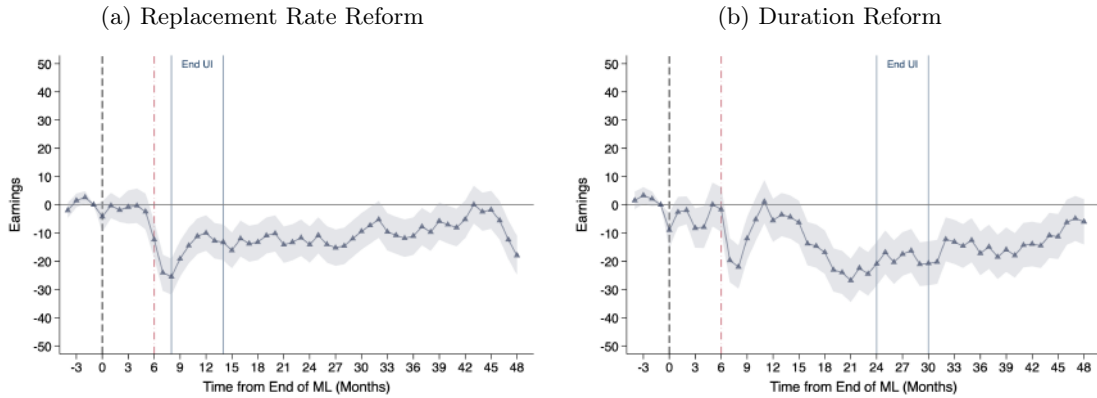 (a) Replacement Rate Reform
50
40
30
20
10
0
-10
-20
-30
-40
-50
Earnings
End UI
-3 0 3 6 9 12 15 18 21 24 27 30 33 36 39 42 45 48
Time from End of ML (Months)
(b) Duration Reform
50
40
30
20
10
0
-10
-20
-30
-40
-50
Earnings
End UI
-3 0 3 6 9 12 15 18 21 24 27 30 33 36 39 42 45 48
Time from End of ML (Months)